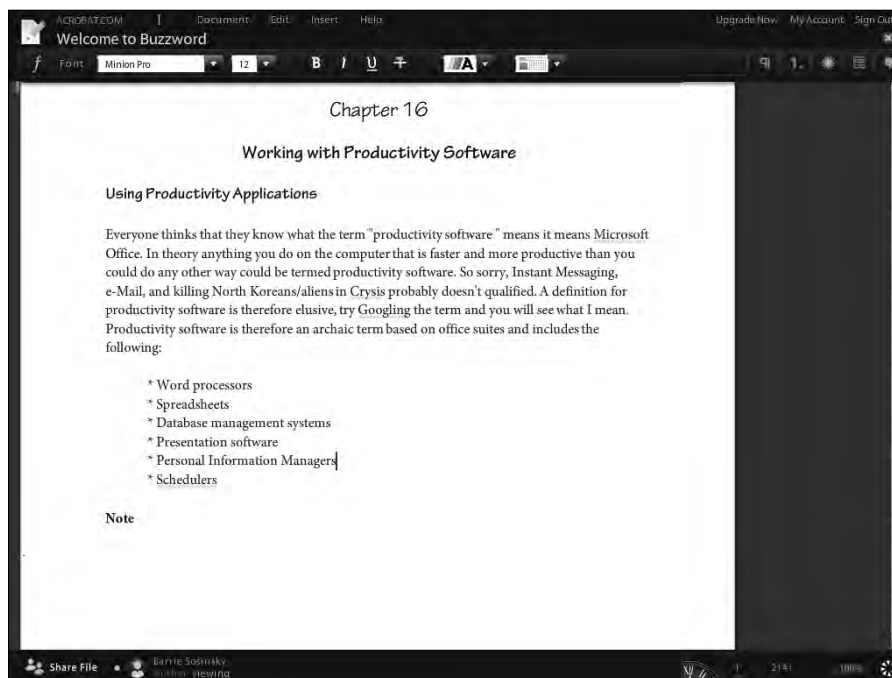 ACROBAT.COM Document Edit Insert Help Upgrade Now My Account Sign Out
Welcome to Buzzword
f Font Minion Pro 12 B I U T A ¶ 1.
Chapter 16
Working with Productivity Software
Using Productivity Applications
Everyone thinks that they know what the term "productivity software " means it means Microsoft
Office. In theory anything you do on the computer that is faster and more productive than you
could do any other way could be termed productivity software. So sorry, Instant Messaging,
e-Mail, and killing North Koreans/aliens in Crysis probably doesn't qualified. A definition for
productivity software is therefore elusive, try Googling the term and you will see what I mean.
Productivity software is therefore an archaic term based on office suites and includes the
following:
* Word processors
* Spreadsheets
* Database management systems
* Presentation software
* Personal Information Managers
* Schedulers
Note
Share File Barrie Sosinsky 1 100%
viewing